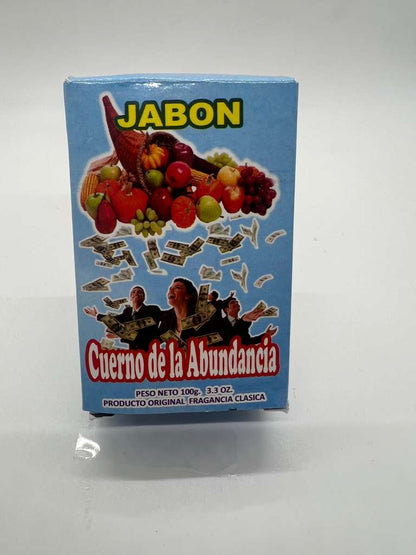 JABON
Cuerno de la Abundancia
PESO NETO 100g. 3.3 OZ.
PRODUCTO ORIGINAL FRAGANCIA CLASICA